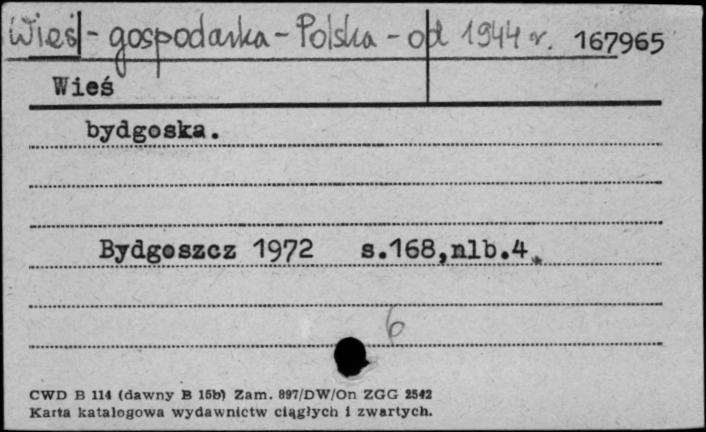 Wieś - gospodarka - Polska - od 1944 r. 167965
Wieś
bydgoska.
Bydgoszcz 1972 s.168,nlb.4.
6
CWD B 114 (dawny B 15b) Zam. 897/DW/On ZGG 2542
Karta katalogowa wydawnictw ciągłych i zwartych.